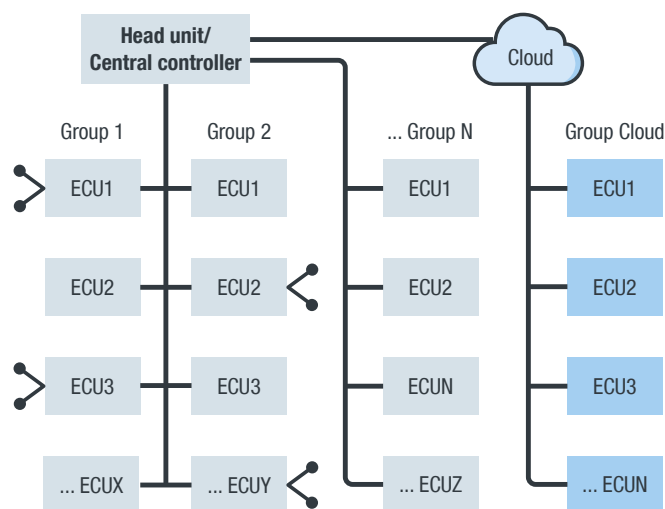 Head unit/
Central controller
Cloud
Group 1
Group 2
... Group N
Group Cloud
ECU1
ECU1
ECU1
ECU1
ECU2
ECU2
ECU2
ECU2
ECU3
ECU3
ECUN
ECU3
... ECUX
... ECUY
... ECUZ
... ECUN